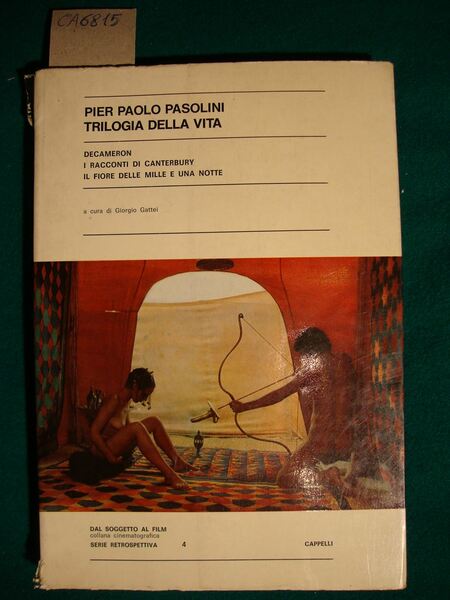 CA6815
PIER PAOLO PASOLINI
TRILOGIA DELLA VITA
DECAMERON
I RACCONTI DI CANTERBURY
IL FIORE DELLE MILLE E UNA NOTTE
a cura di Giorgio Gattei
DAL SOGGETTO AL FILM
collana cinematografica
SERIE RETROSPETTIVA 4 CAPPELLI